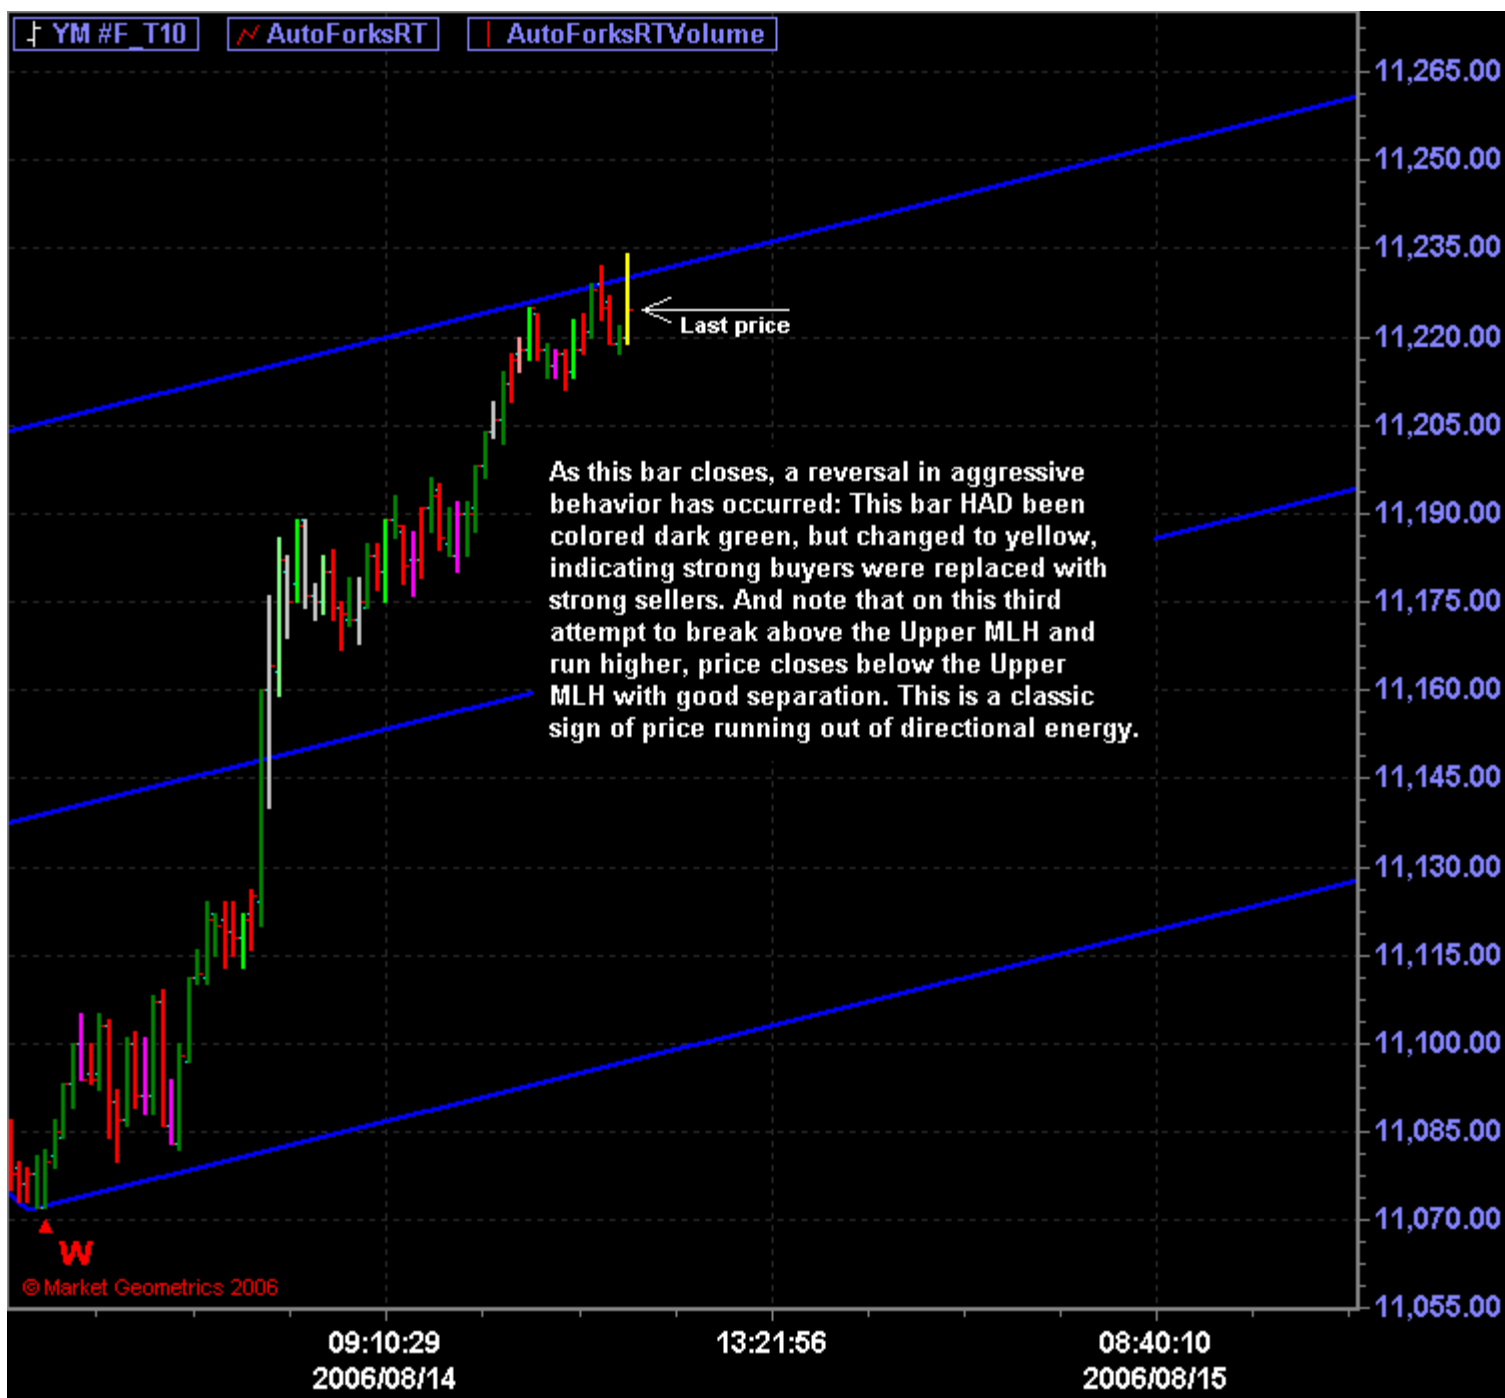 YM #F_T10 AutoForksRT AutoForksRTVolume
11,265.00
11,250.00
11,235.00
Last price
11,220.00
11,205.00
As this bar closes, a reversal in aggressive
behavior has occurred: This bar HAD been
colored dark green, but changed to yellow,
indicating strong buyers were replaced with
strong sellers. And note that on this third
attempt to break above the Upper MLH and
run higher, price closes below the Upper
MLH with good separation. This is a classic
sign of price running out of directional energy.
11,190.00
11,175.00
11,160.00
11,145.00
11,130.00
11,115.00
11,100.00
11,085.00
11,070.00
W
© Market Geometrics 2006
11,055.00
09:10:29 13:21:56 08:40:10
2006/08/14 2006/08/15